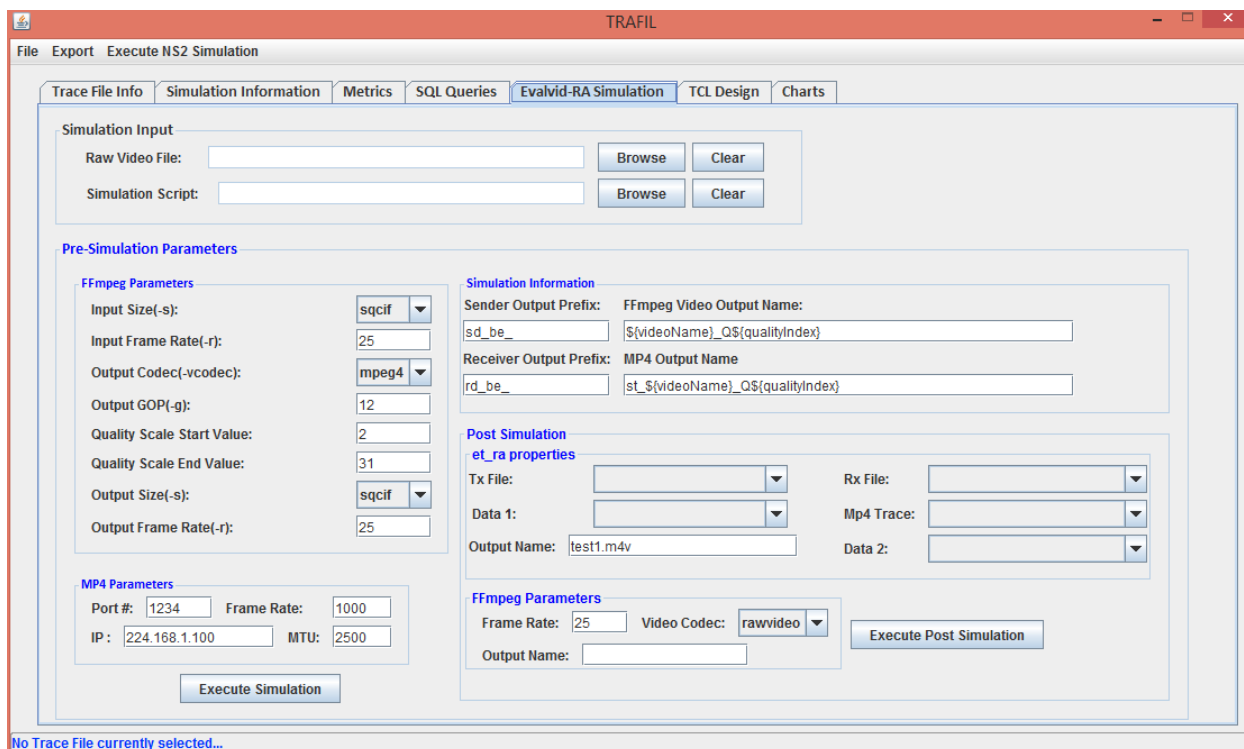 TRAFIL
File Export Execute NS2 Simulation
Trace File Info Simulation Information Metrics SQL Queries Evalvid-RA Simulation TCL Design Charts
Simulation Input
Raw Video File: Browse Clear
Simulation Script: Browse Clear
Pre-Simulation Parameters
FFmpeg Parameters
Input Size(-s): sqcif
Input Frame Rate(-r): 25
Output Codec(-vcodec): mpeg4
Output GOP(-g): 12
Quality Scale Start Value: 2
Quality Scale End Value: 31
Output Size(-s): sqcif
Output Frame Rate(-r): 25
MP4 Parameters
Port #: 1234 Frame Rate: 1000
IP : 224.168.1.100 MTU: 2500
Execute Simulation
Simulation Information
Sender Output Prefix: FFmpeg Video Output Name:
sd_be_ ${videoName}_Q${qualityIndex}
Receiver Output Prefix: MP4 Output Name
rd_be_ st_${videoName}_Q${qualityIndex}
Post Simulation
et_ra properties
Tx File: Rx File:
Data 1: Mp4 Trace:
Output Name: test1.m4v Data 2:
FFmpeg Parameters
Frame Rate: 25 Video Codec: rawvideo
Output Name:
Execute Post Simulation
No Trace File currently selected...